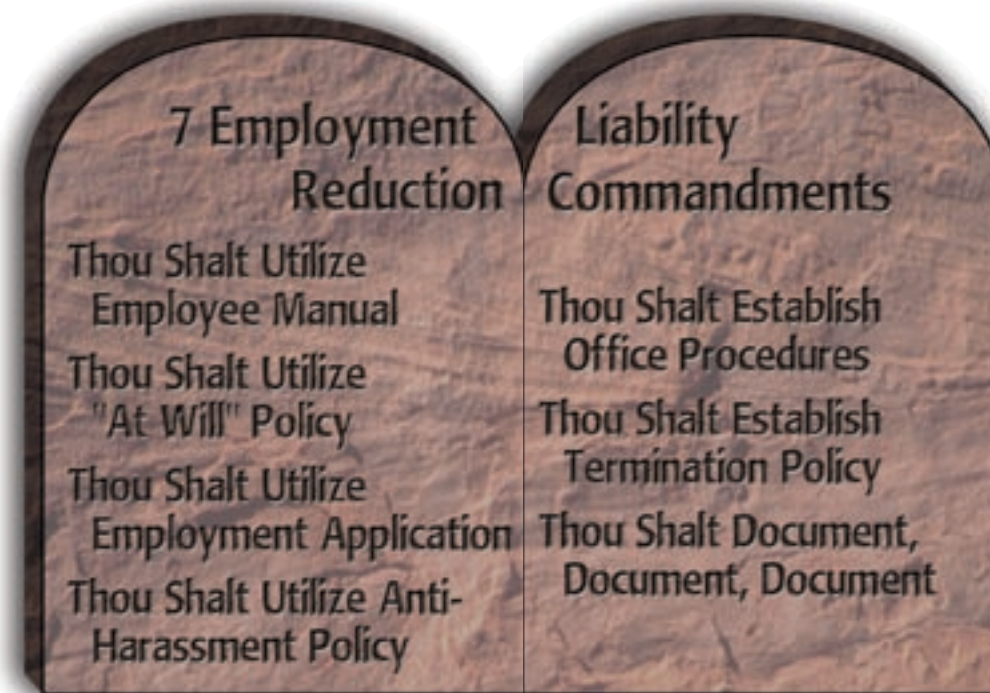 7 Employment
Reduction
Thou Shalt Utilize
Employee Manual
Thou Shalt Utilize
"At Will" Policy
Thou Shalt Utilize
Employment Application
Thou Shalt Utilize Anti-
Harassment Policy
Liability
Commandments
Thou Shalt Establish
Office Procedures
Thou Shalt Establish
Termination Policy
Thou Shalt Document,
Document, Document